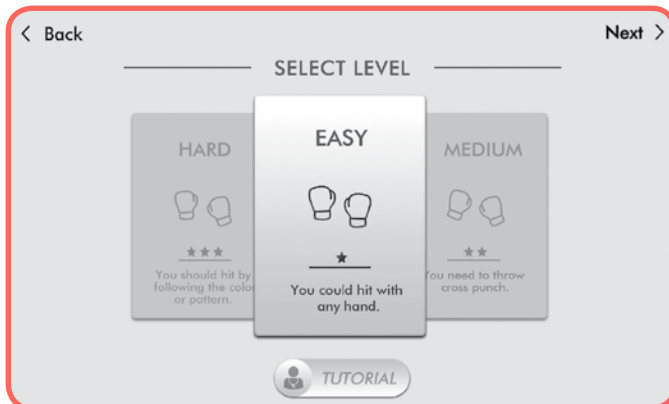 Back
Next
SELECT LEVEL
HARD
You should hit by
following the colo
or pattern.
EASY
You could hit with
any hand.
MEDIUM
You need to throw
cross punch.
TUTORIAL